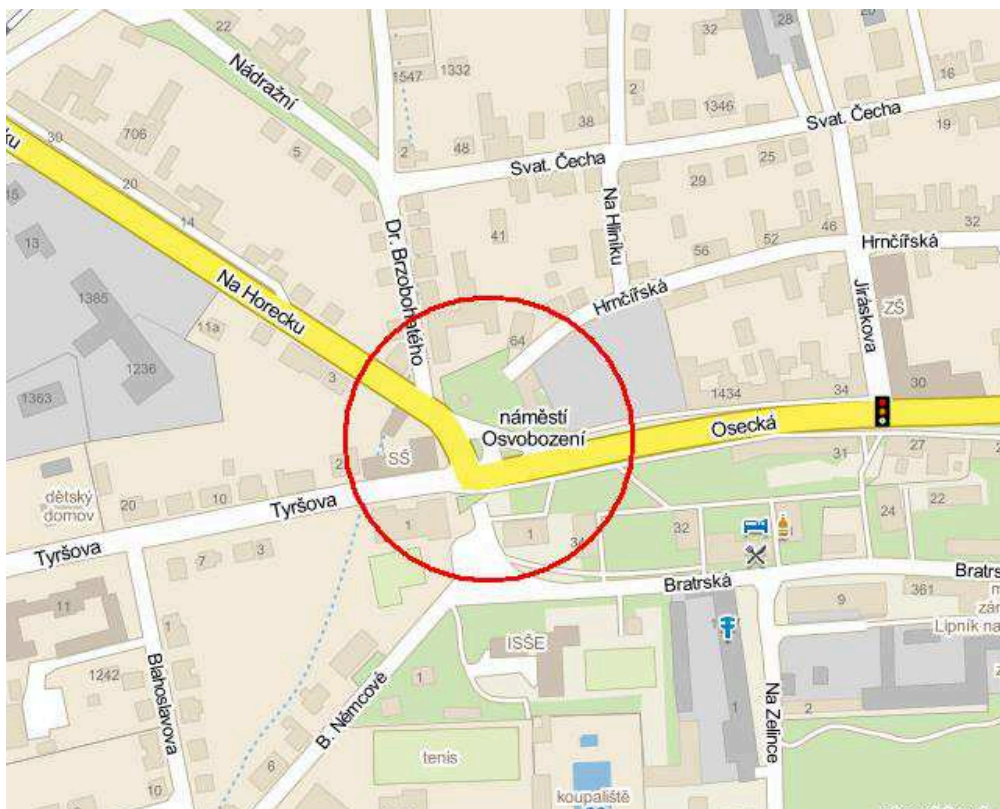 22
28
32
Nádražní
1547
1332
2
16
1346
38
Svat. Čecha
19
39
706
5
2
48
Svat. Čecha
25
20
29
14
13
Dr. Brzobohatého
41
Na Hliníku
56
52
46
Hrnčířská
32
1385
Na Horecku
Hrnčířská
Jiráskova
ZŠ
11a
64
1236
3
1363
1434
34
30
náměstí
Osvobození
Osecká
SŠ
2
31
27
dětský
domov
20
10
Tyršova
22
24
1
1
34
32
Tyršova
7
3
Bratrská
11
9
361
Lipník na
1
ISŠE
1242
Blahoslavova
1
B. Němcové
1
2
Na Zelince
tenis
6
10
koupaliště